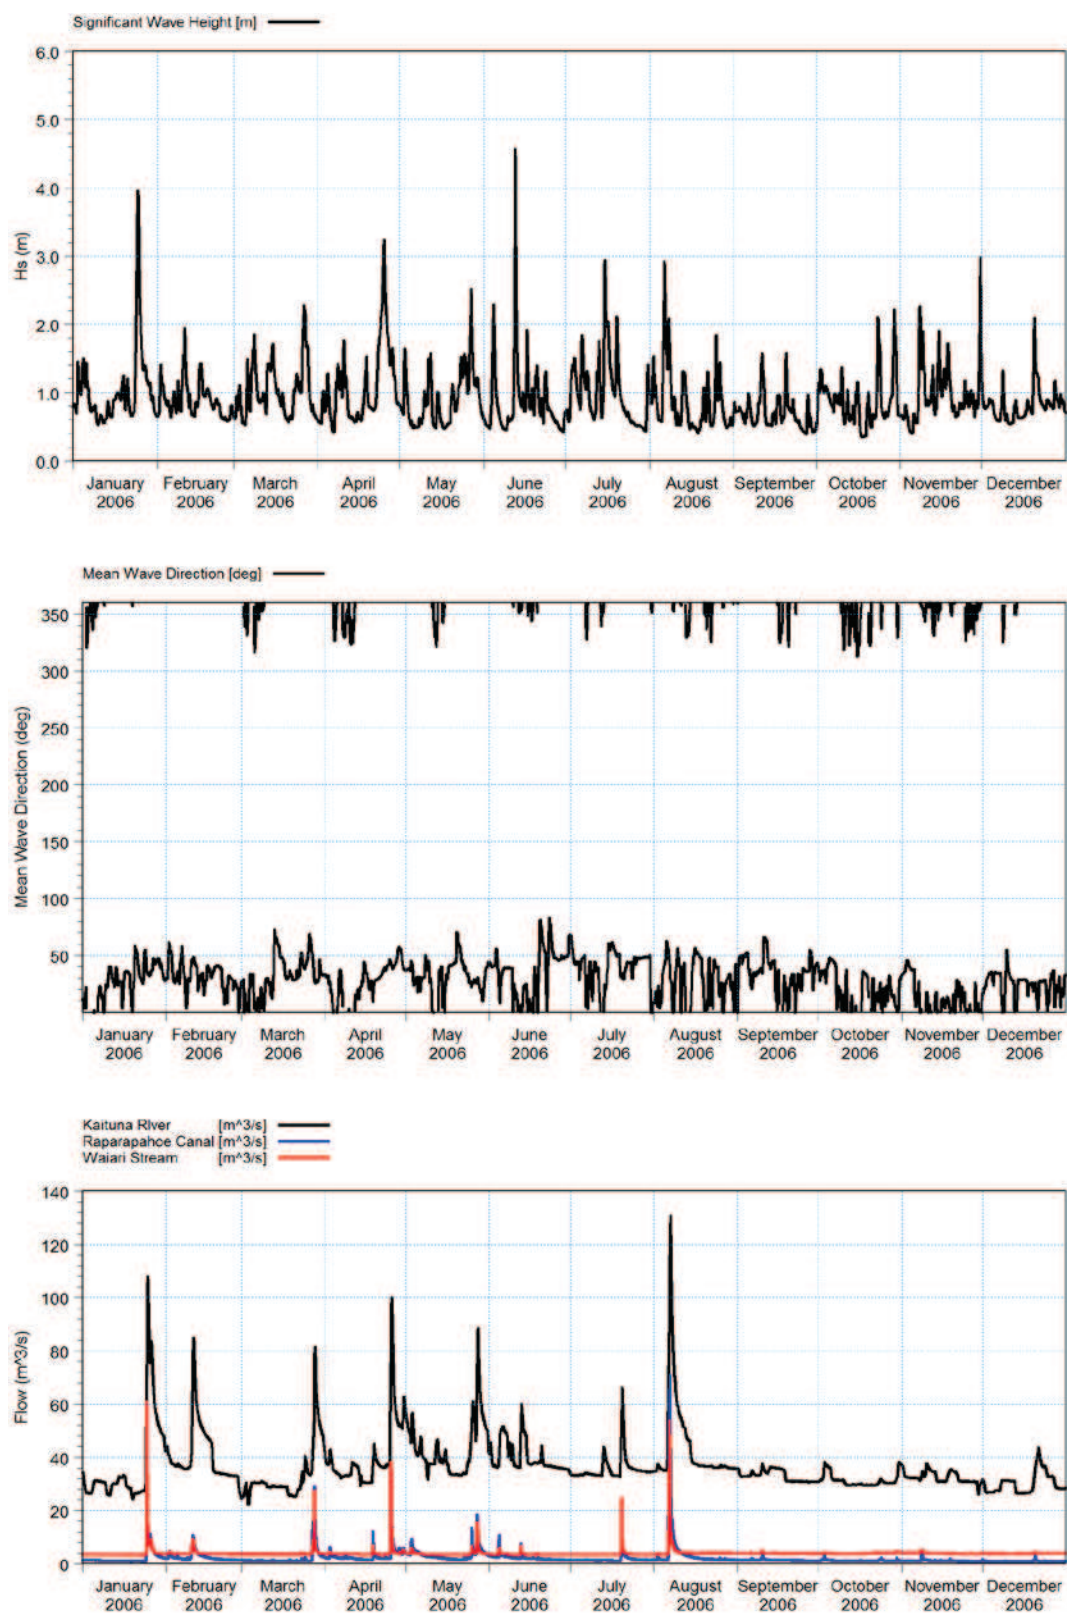 Significant Wave Height [m]
6.0
5.0
4.0
3.0
2.0
1.0
0.0
Hs (m)
January February March April May June July August September October November December
2006 2006 2006 2006 2006 2006 2006 2006 2006 2006 2006 2006
Mean Wave Direction [deg]
350
300
250
200
150
100
50
Mean Wave Direction (deg)
January February March April May June July August September October November December
2006 2006 2006 2006 2006 2006 2006 2006 2006 2006 2006 2006
Kaituna River [m^3/s]
Raparapahoe Canal [m^3/s]
Waiari Stream [m^3/s]
140
120
100
80
60
40
20
0
Flow (m^3/s)
January February March April May June July August September October November December
2006 2006 2006 2006 2006 2006 2006 2006 2006 2006 2006 2006